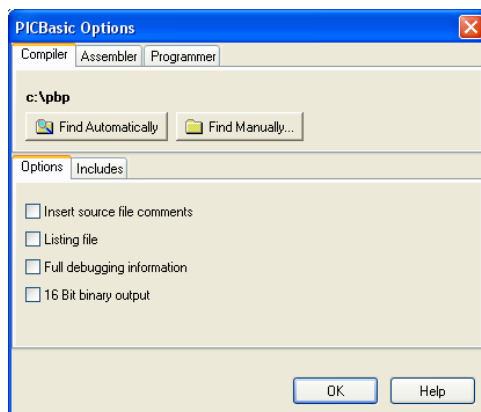 PICBasic Options
Compiler Assembler Programmer
c:\pbp
Find Automatically Find Manually...
Options Includes
Insert source file comments
Listing file
Full debugging information
16 Bit binary output
OK Help